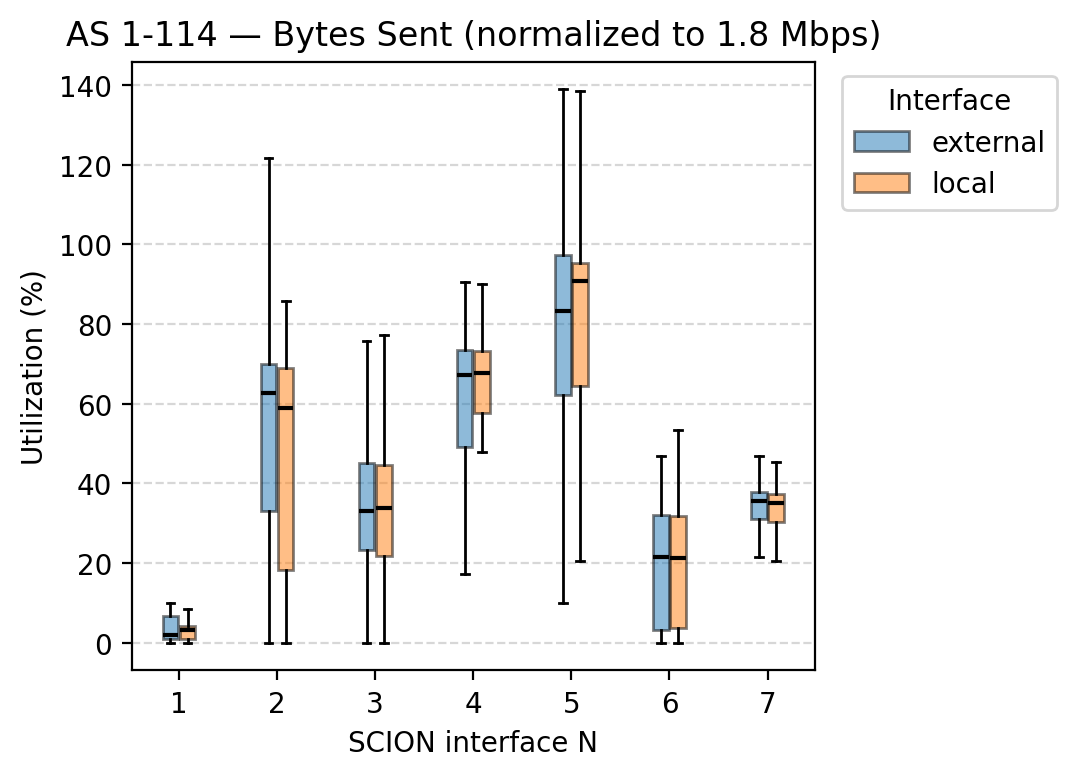 AS 1-114 — Bytes Sent (normalized to 1.8 Mbps)
Interface
external
local
Utilization (%)
140
120
100
80
60
40
20
0
1 2 3 4 5 6 7
SCION interface N